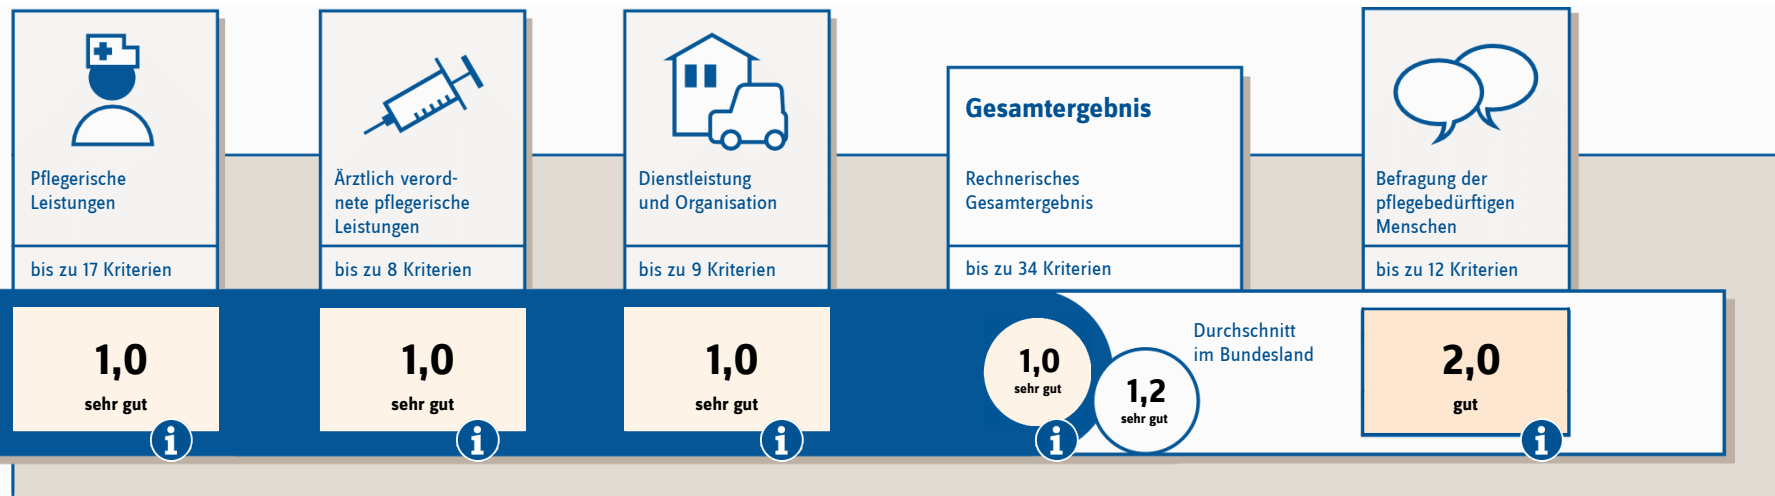 Pflegerische
Leistungen
bis zu 17 Kriterien
1,0
sehr gut
i
Ärztlich verord-
nete pflegerische
Leistungen
bis zu 8 Kriterien
1,0
sehr gut
i
Dienstleistung
und Organisation
bis zu 9 Kriterien
1,0
sehr gut
i
Gesamtergebnis
Rechnerisches
Gesamtergebnis
bis zu 34 Kriterien
1,0
sehr gut
i
1,2
sehr gut
Durchschnitt
im Bundesland
Befragung der
pflegebedürftigen
Menschen
bis zu 12 Kriterien
2,0
gut
i